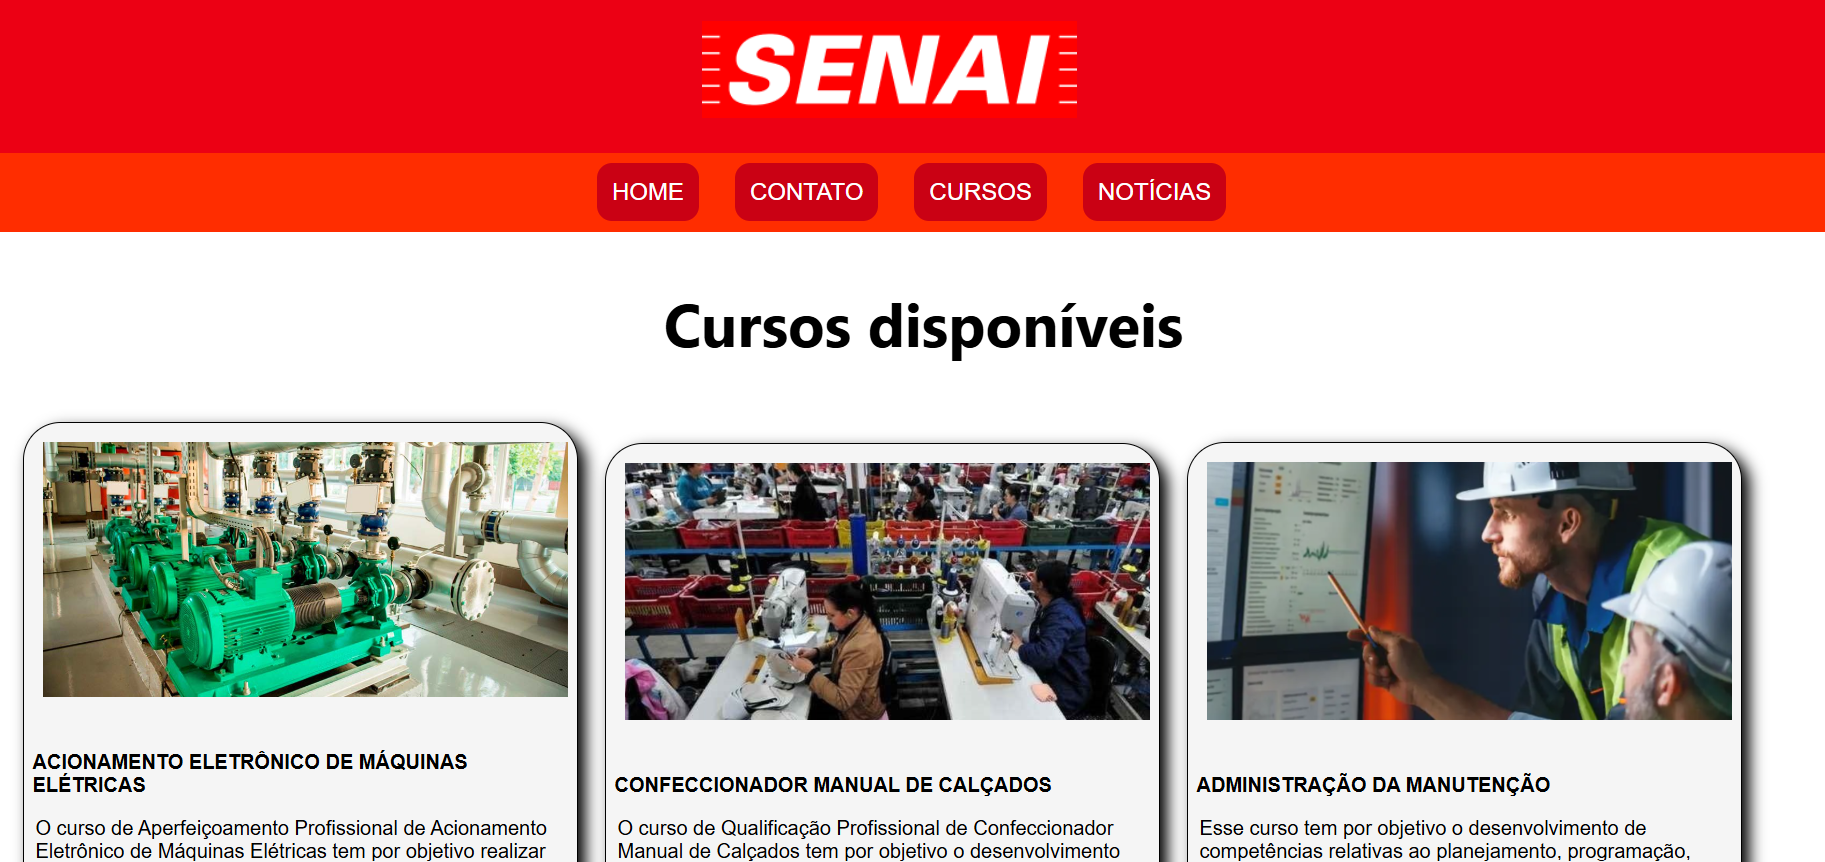 SENAI
HOME
CONTATO
CURSOS
NOTÍCIAS
Cursos disponíveis
ACIONAMENTO ELETRÔNICO DE MÁQUINAS
ELÉTRICAS
O curso de Aperfeiçoamento Profissional de Acionamento
Eletrônico de Máquinas Elétricas tem por objetivo realizar
CONFECCIONADOR MANUAL DE CALÇADOS
O curso de Qualificação Profissional de Confeccionador
Manual de Calçados tem por objetivo o desenvolvimento
ADMINISTRAÇÃO DA MANUTENÇÃO
Esse curso tem por objetivo o desenvolvimento de
competências relativas ao planejamento, programação,